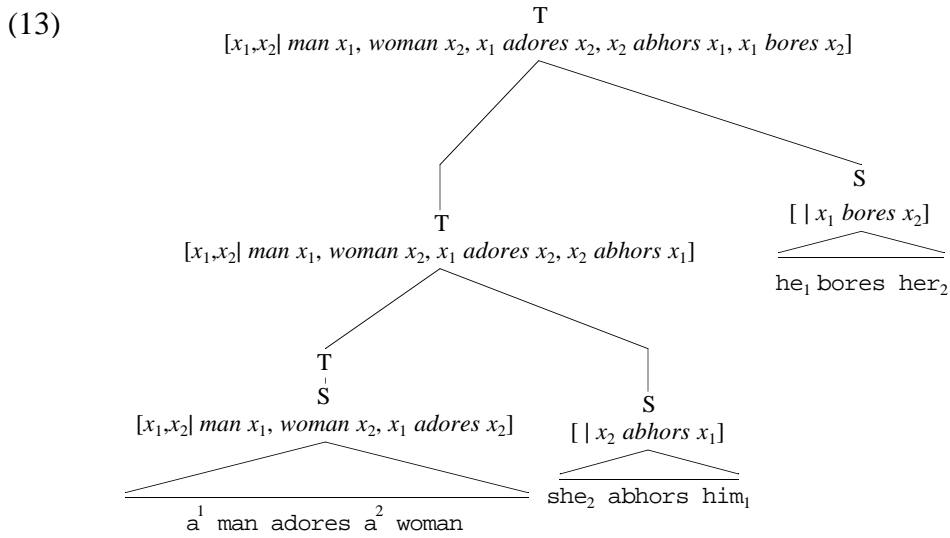 (13)
T
[x₁,x₂| man x₁, woman x₂, x₁ adores x₂, x₂ abhors x₁, x₁ bores x₂]
S
[ | x₁ bores x₂]
he₁ bores her₂
T
[x₁,x₂| man x₁, woman x₂, x₁ adores x₂, x₂ abhors x₁]
T
S
[x₁,x₂| man x₁, woman x₂, x₁ adores x₂]
a¹ man adores a² woman
S
[ | x₂ abhors x₁]
she₂ abhors him₁